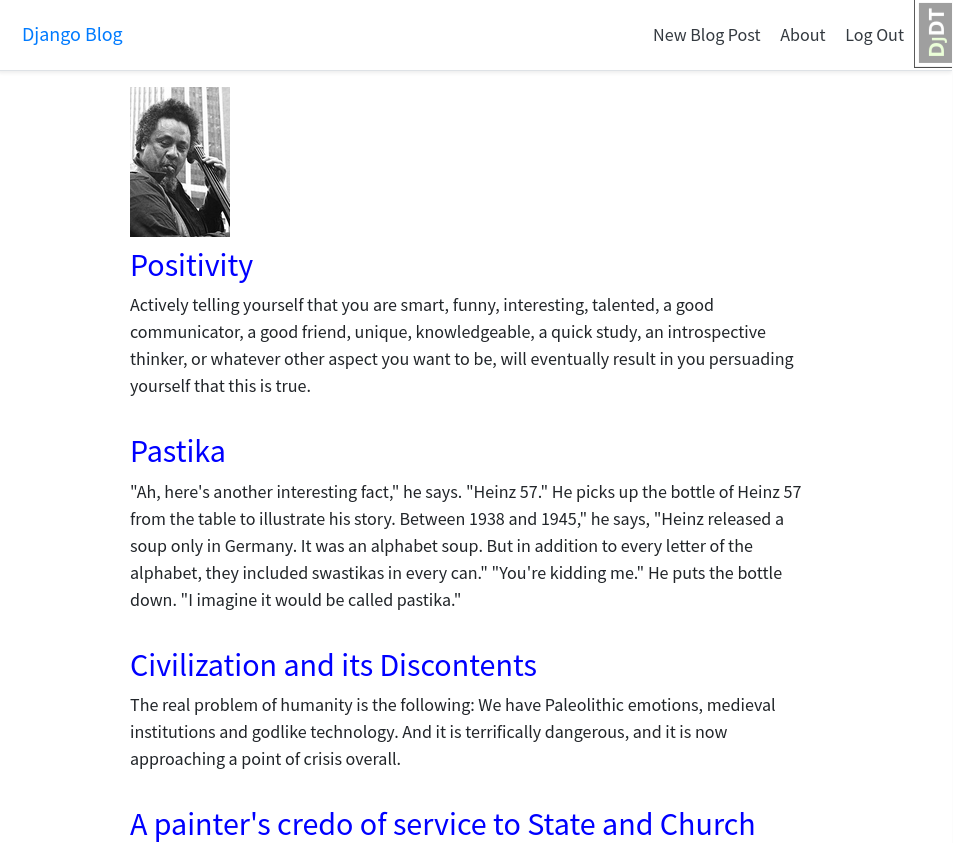 Django Blog
New Blog Post
About
Log Out
DjDT
Positivity
Actively telling yourself that you are smart, funny, interesting, talented, a good
communicator, a good friend, unique, knowledgeable, a quick study, an introspective
thinker, or whatever other aspect you want to be, will eventually result in you persuading
yourself that this is true.
Pastika
"Ah, here's another interesting fact," he says. "Heinz 57." He picks up the bottle of Heinz 57
from the table to illustrate his story. Between 1938 and 1945," he says, "Heinz released a
soup only in Germany. It was an alphabet soup. But in addition to every letter of the
alphabet, they included swastikas in every can." "You're kidding me." He puts the bottle
down. "I imagine it would be called pastika."
Civilization and its Discontents
The real problem of humanity is the following: We have Paleolithic emotions, medieval
institutions and godlike technology. And it is terrifically dangerous, and it is now
approaching a point of crisis overall.
A painter's credo of service to State and Church